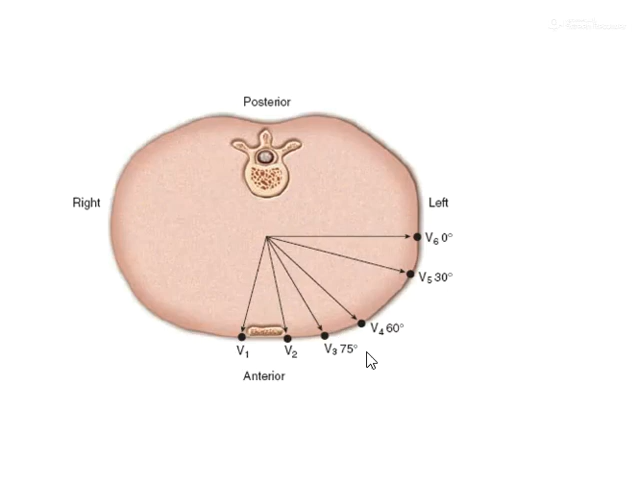 Posterior
Right
Left
V₆ 0°
V₅ 30°
V₄ 60°
V₁
V₂
V₃ 75°
Anterior